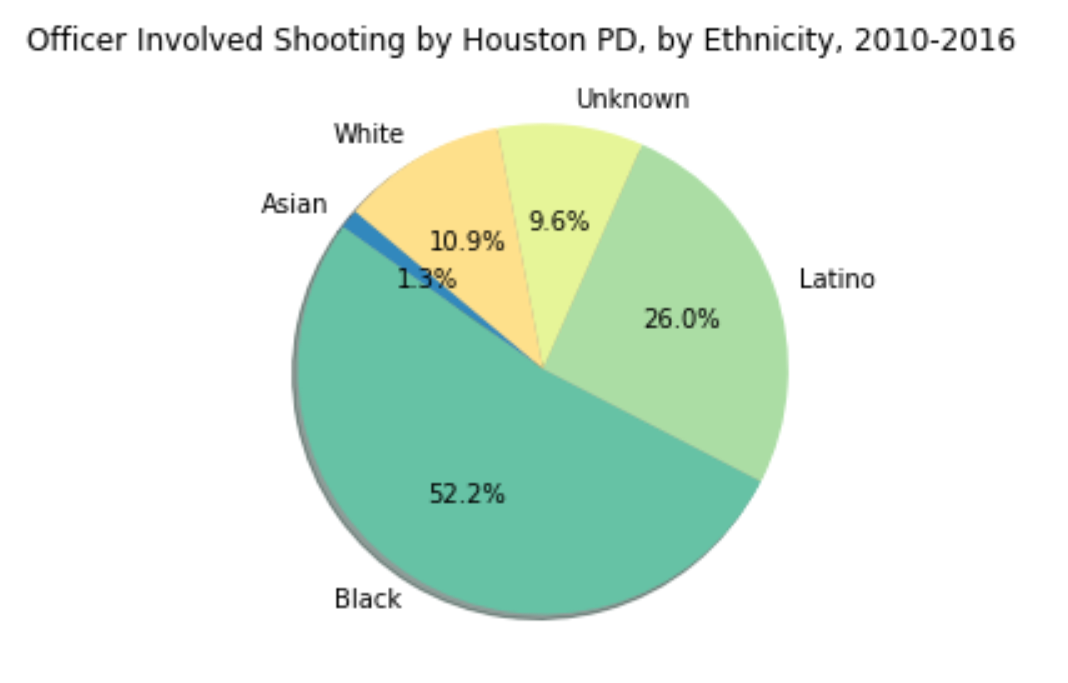 Officer Involved Shooting by Houston PD, by Ethnicity, 2010-2016
Unknown
White
Asian
9.6%
10.9%
1.3%
Latino
26.0%
52.2%
Black